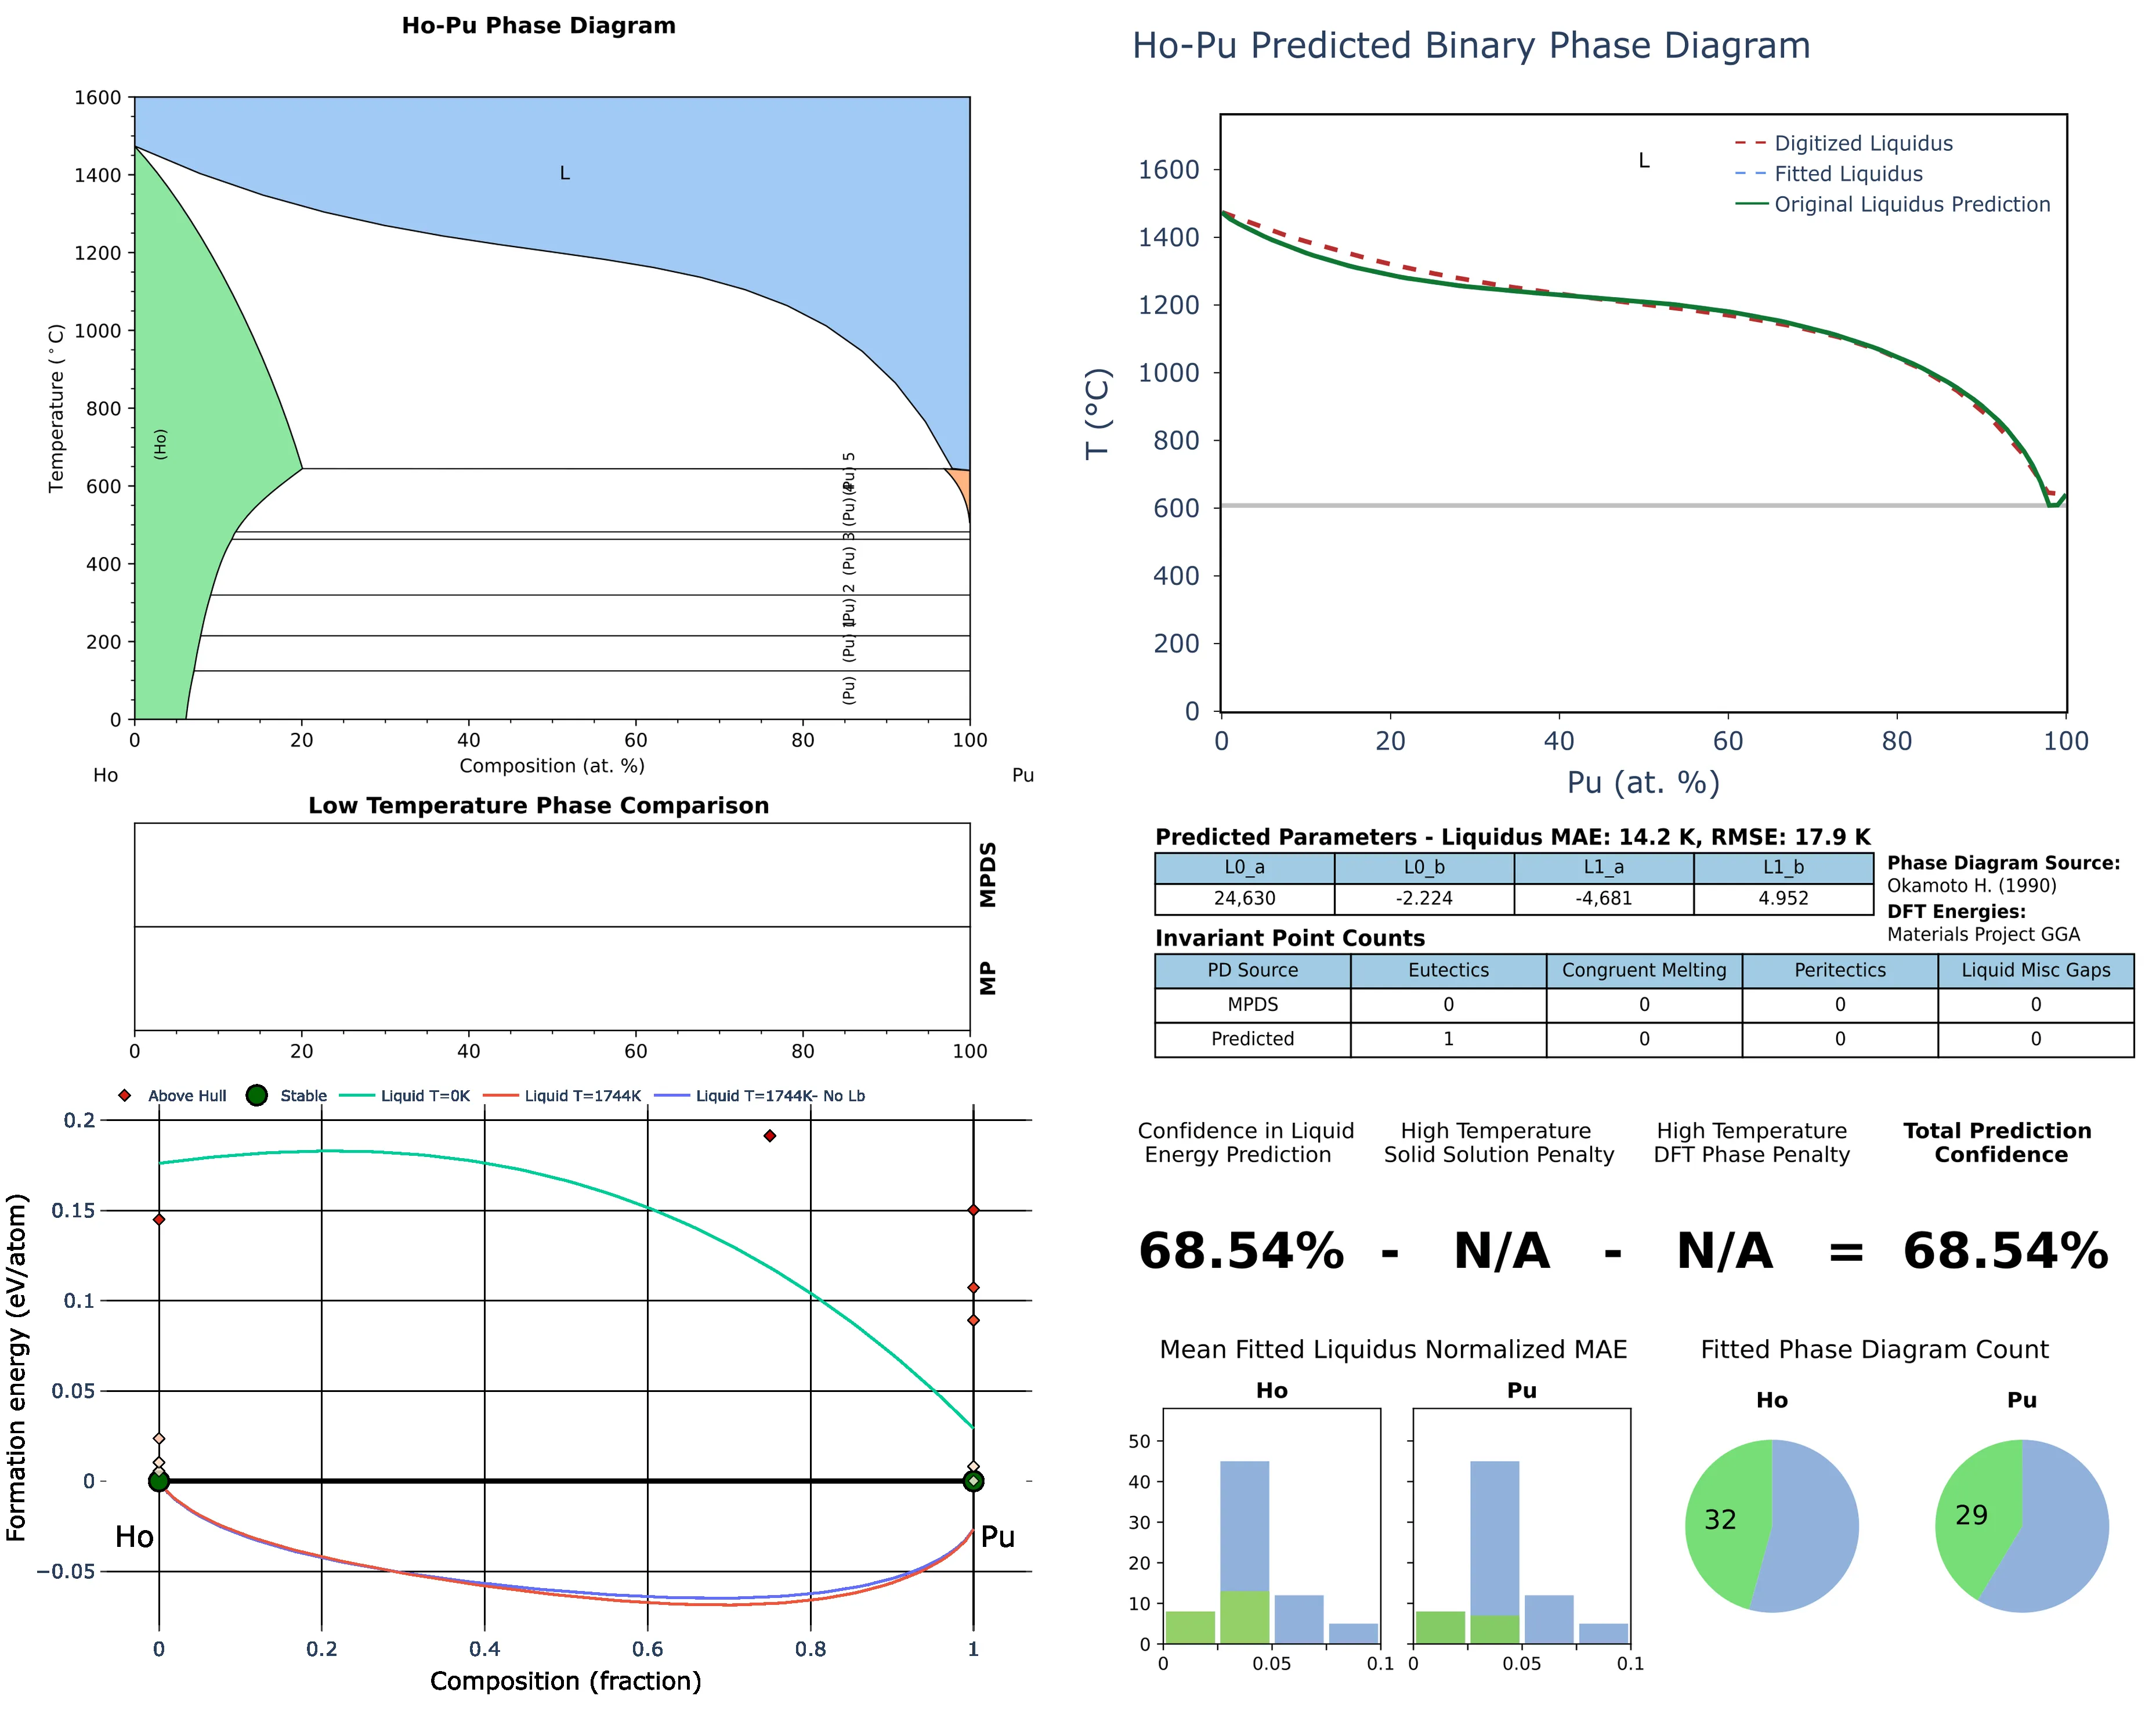 Ho-Pu Phase Diagram
1600
1400
1200
1000
800
600
400
200
0
Temperature (°C)
L
(Ho)
(Pu) 5
(Pu) 4
(Pu) 3
(Pu) 2
(Pu) 1
(Pu)
0 20 40 60 80 100
Composition (at. %)
Ho Pu
Low Temperature Phase Comparison
MPDS
MP
0 20 40 60 80 100
Above Hull Stable Liquid T=0K Liquid T=1744K Liquid T=1744K- No Lb
0.2
0.15
0.1
0.05
0
−0.05
Formation energy (eV/atom)
Ho Pu
0 0.2 0.4 0.6 0.8 1
Composition (fraction)
Ho-Pu Predicted Binary Phase Diagram
L
Digitized Liquidus
Fitted Liquidus
Original Liquidus Prediction
1600
1400
1200
1000
800
600
400
200
0
T (°C)
0 20 40 60 80 100
Pu (at. %)
Predicted Parameters - Liquidus MAE: 14.2 K, RMSE: 17.9 K
L0_a L0_b L1_a L1_b
24,630 -2.224 -4,681 4.952
Phase Diagram Source:
Okamoto H. (1990)
DFT Energies:
Materials Project GGA
Invariant Point Counts
PD Source Eutectics Congruent Melting Peritectics Liquid Misc Gaps
MPDS 0 0 0 0
Predicted 1 0 0 0
Confidence in Liquid
Energy Prediction
High Temperature
Solid Solution Penalty
High Temperature
DFT Phase Penalty
Total Prediction
Confidence
68.54% - N/A - N/A = 68.54%
Mean Fitted Liquidus Normalized MAE
Ho Pu
50
40
30
20
10
0
0 0.05 0.1 0 0.05 0.1
Fitted Phase Diagram Count
Ho Pu
32 29